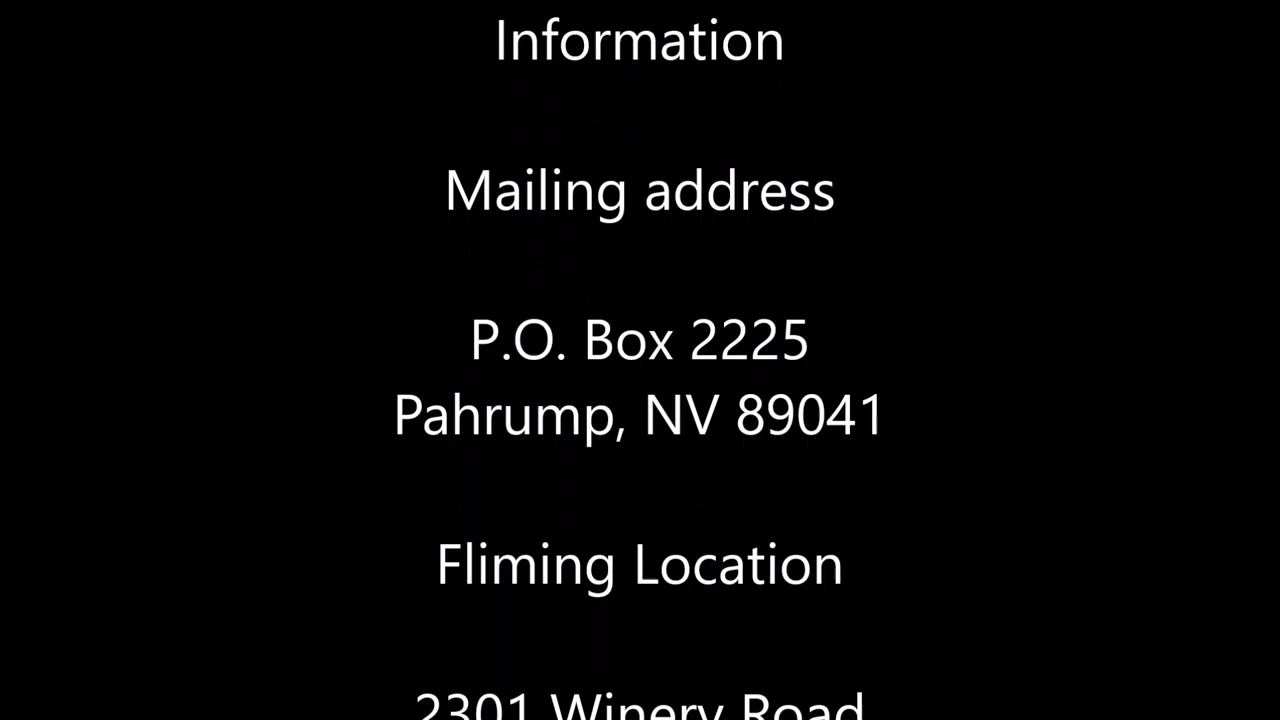 Information
Mailing address
P.O. Box 2225
Pahrump, NV 89041
Fliming Location
2301 Winery Road